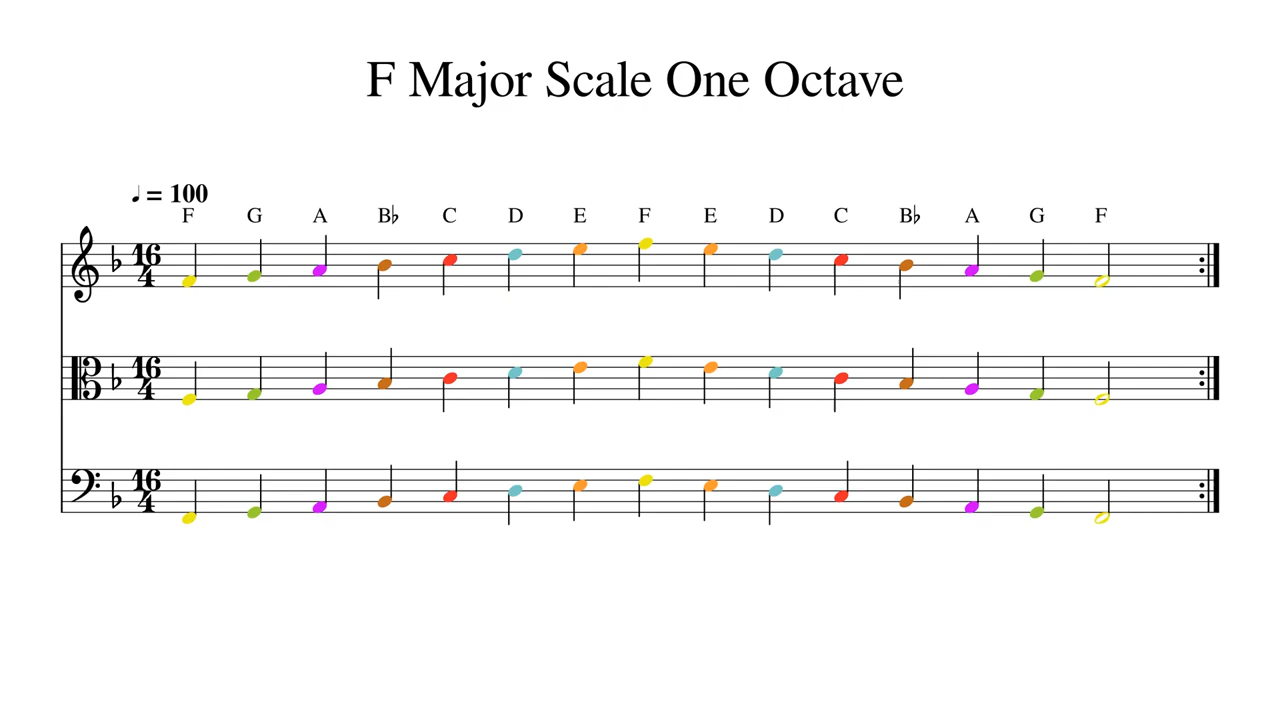 F Major Scale One Octave
♩ = 100
F G A B♭ C D E F E D C B♭ A G F
16
4
16
4
16
4